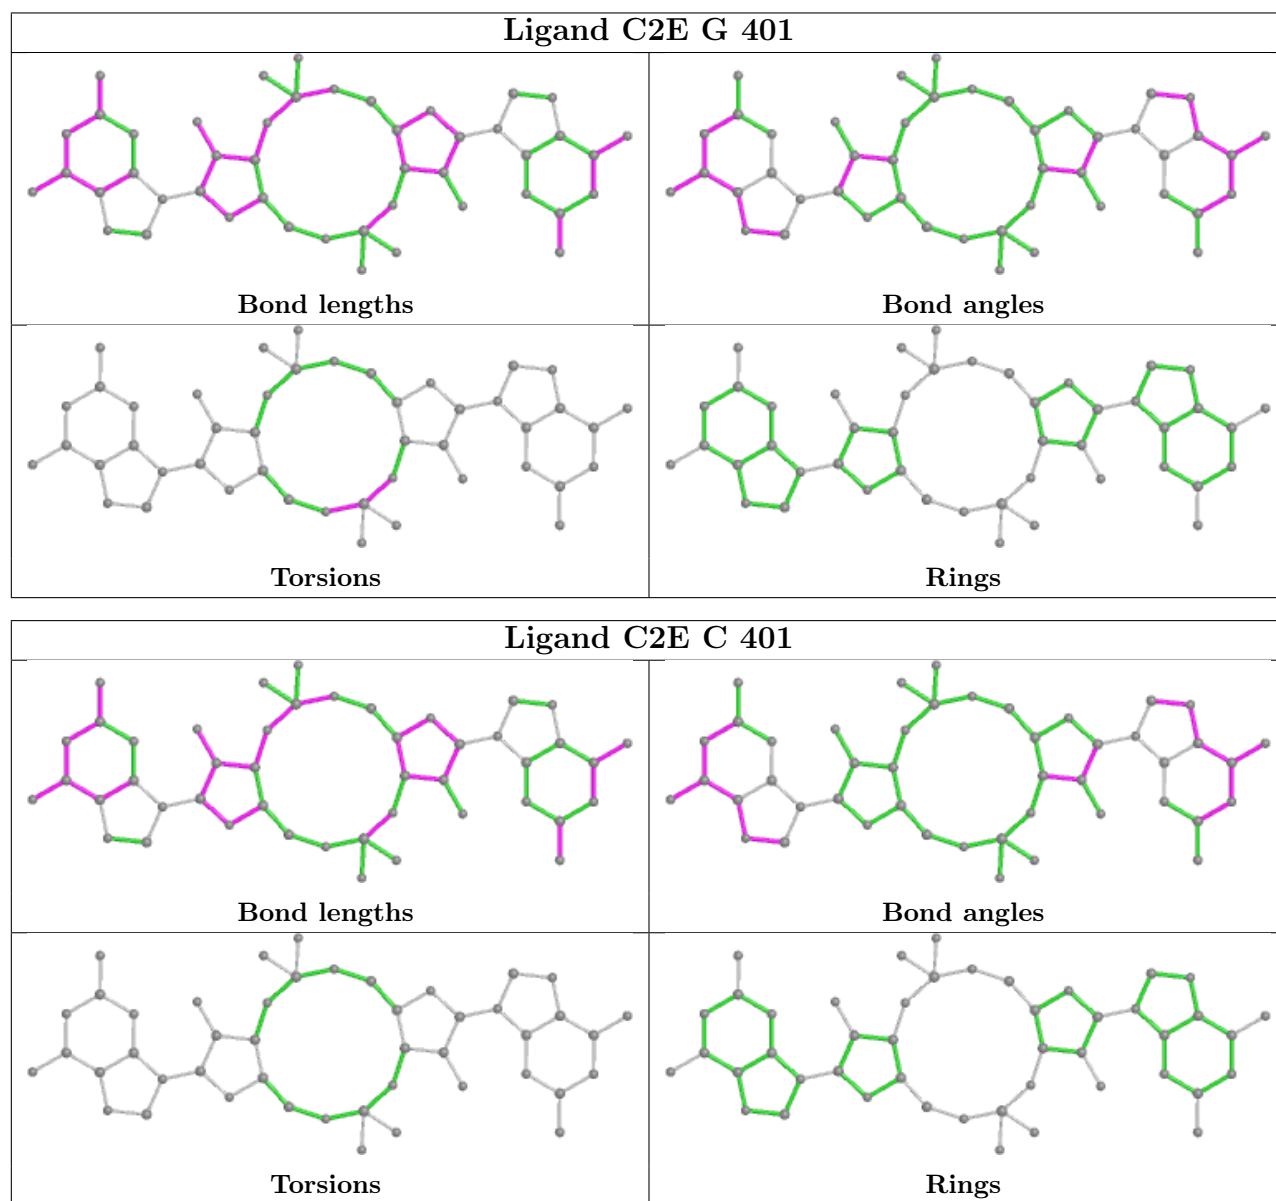 Ligand C2E G 401
Bond lengths
Bond angles
Torsions
Rings
Ligand C2E C 401
Bond lengths
Bond angles
Torsions
Rings